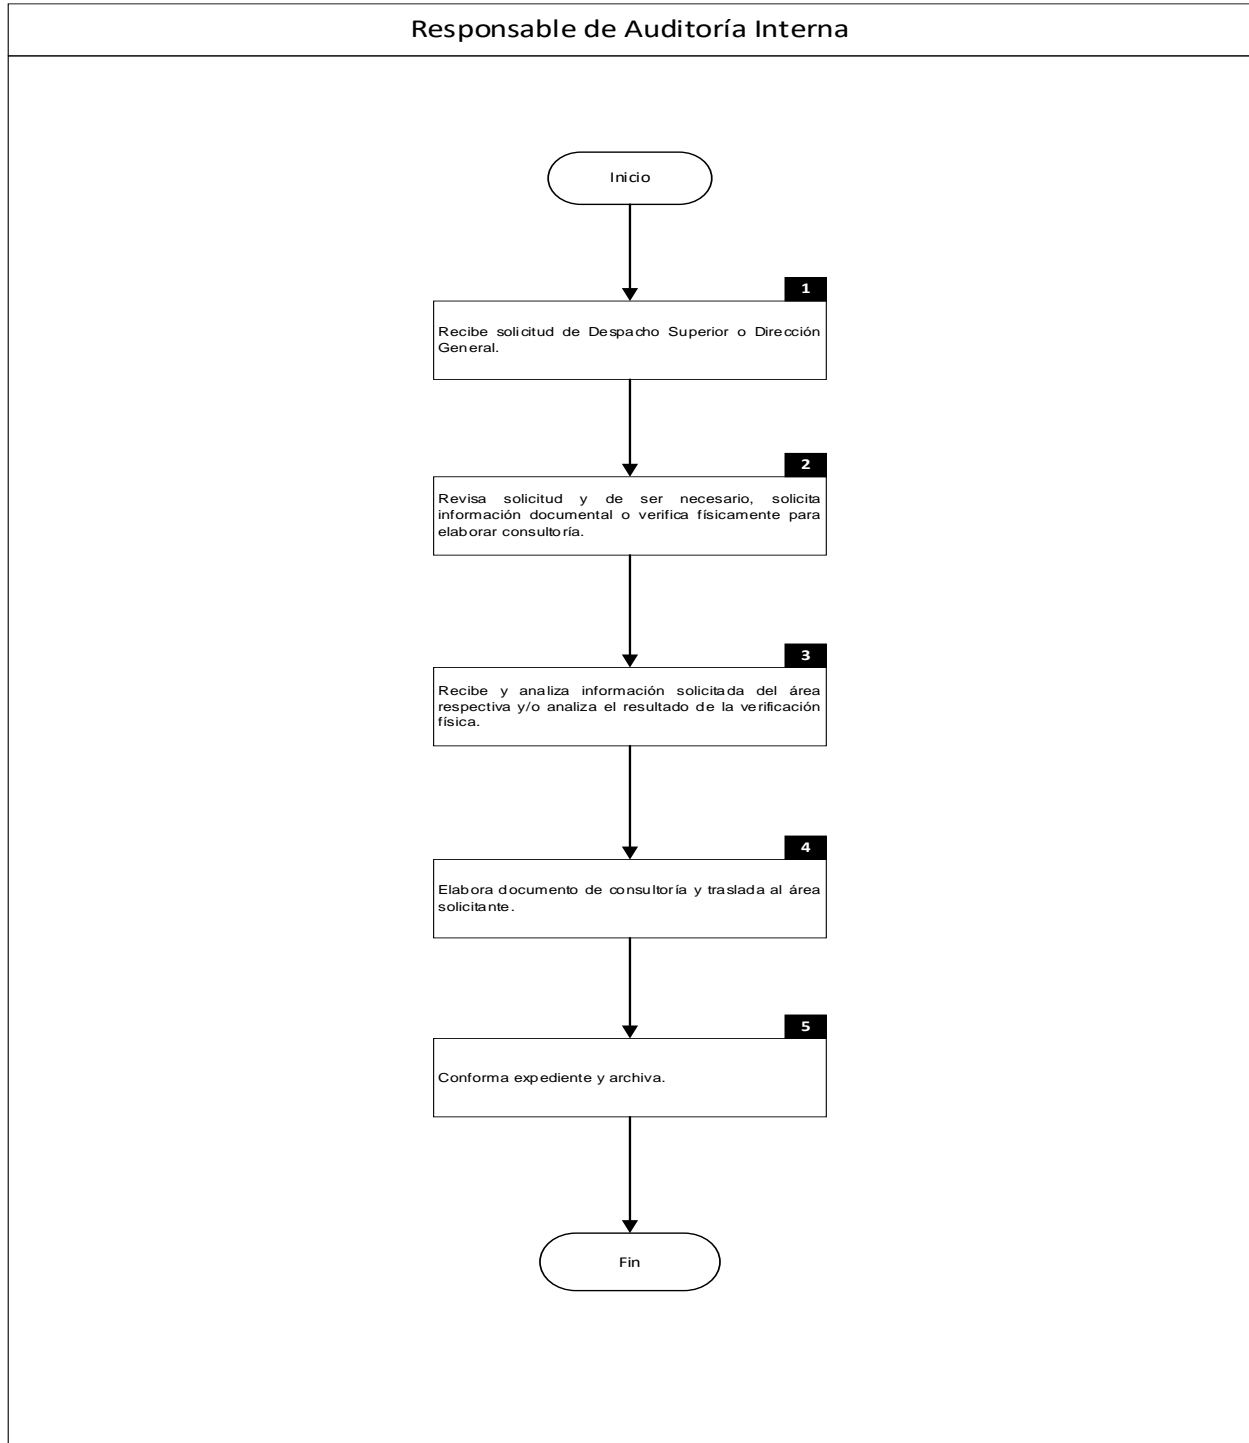 Responsable de Auditoría Interna
Inicio
1
Recibe solicitud de Despacho Superior o Dirección
General.
2
Revisa solicitud y de ser necesario, solicita
información documental o verifica físicamente para
elaborar consultoría.
3
Recibe y analiza información solicitada del área
respectiva y/o analiza el resultado de la verificación
física.
4
Elabora documento de consultoría y traslada al área
solicitante.
5
Conforma expediente y archiva.
Fin